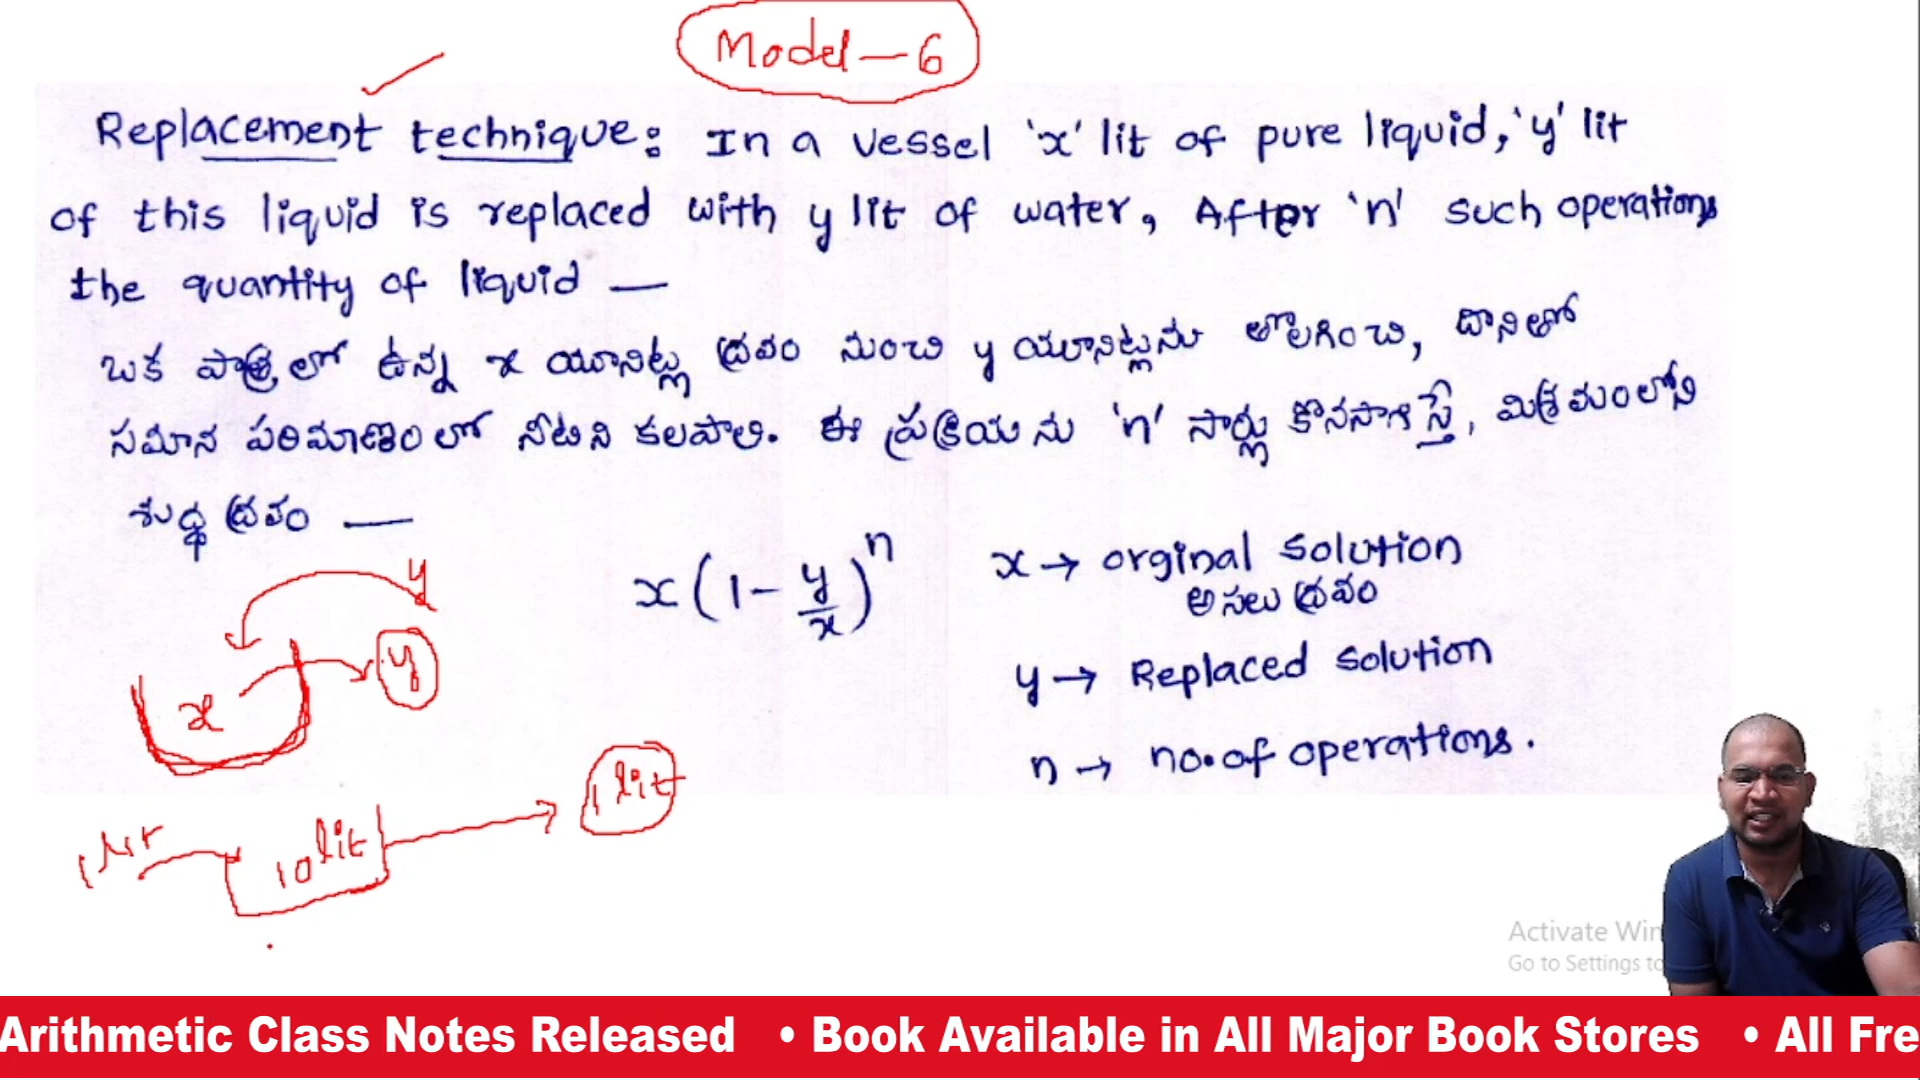 Model-6
Replacement technique: In a vessel 'x' lit of pure liquid, 'y' lit
of this liquid is replaced with y lit of water, After 'n' such operations
the quantity of liquid —
ఒక పాత్రలో ఉన్న x యూనిట్ల ద్రవం నుంచి y యూనిట్లను తొలగించి, దానితో
సమాన పరిమాణంలో నీటిని కలపాలి. ఈ ప్రక్రియను 'n' సార్లు కొనసాగిస్తే, మిశ్రమంలోని
శుద్ధ ద్రవం —
x(1-y/x)^n
x → orginal solution
అసలు ద్రవం
y → Replaced solution
n → no.of operations.
y
x
y
1 lit
10 lit
Activate Win
Go to Settings to
Arithmetic Class Notes Released • Book Available in All Major Book Stores • All Fre